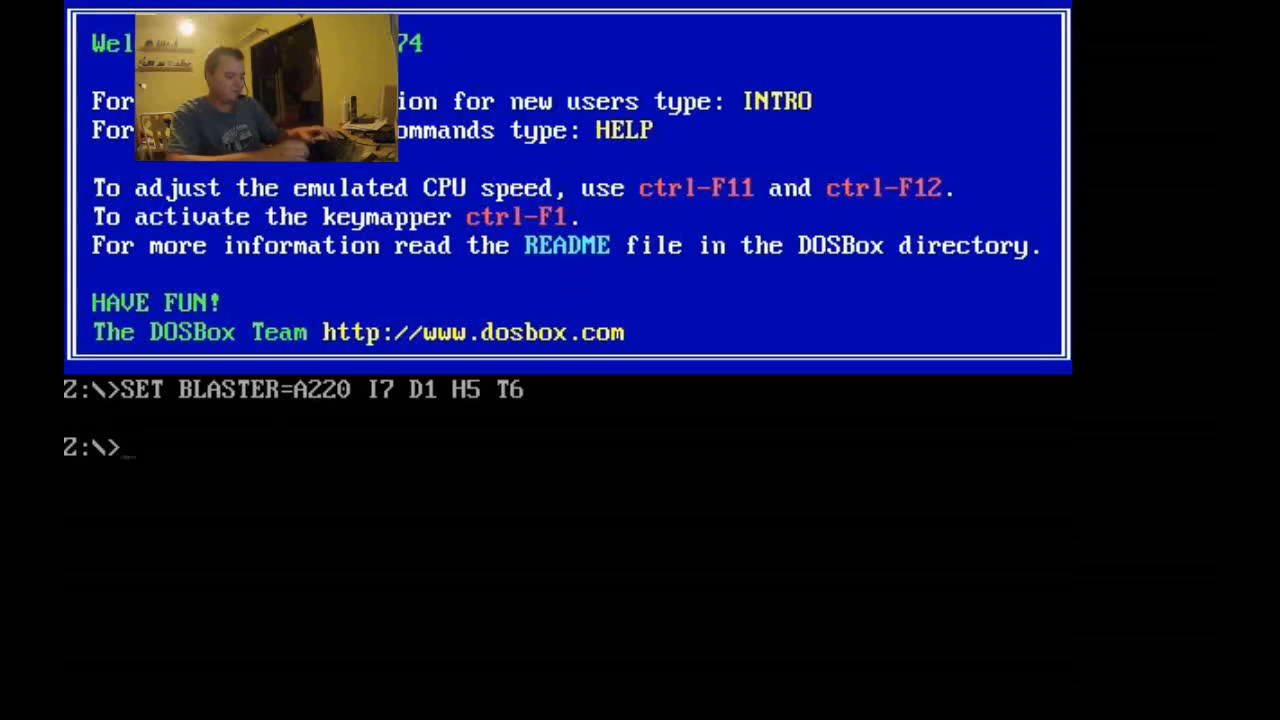 Wel 74
For ion for new users type: INTRO
For ommands type: HELP
To adjust the emulated CPU speed, use ctrl-F11 and ctrl-F12.
To activate the keymapper ctrl-F1.
For more information read the README file in the DOSBox directory.
HAVE FUN!
The DOSBox Team http://www.dosbox.com
Z:\>SET BLASTER=A220 I7 D1 H5 T6
Z:\>_